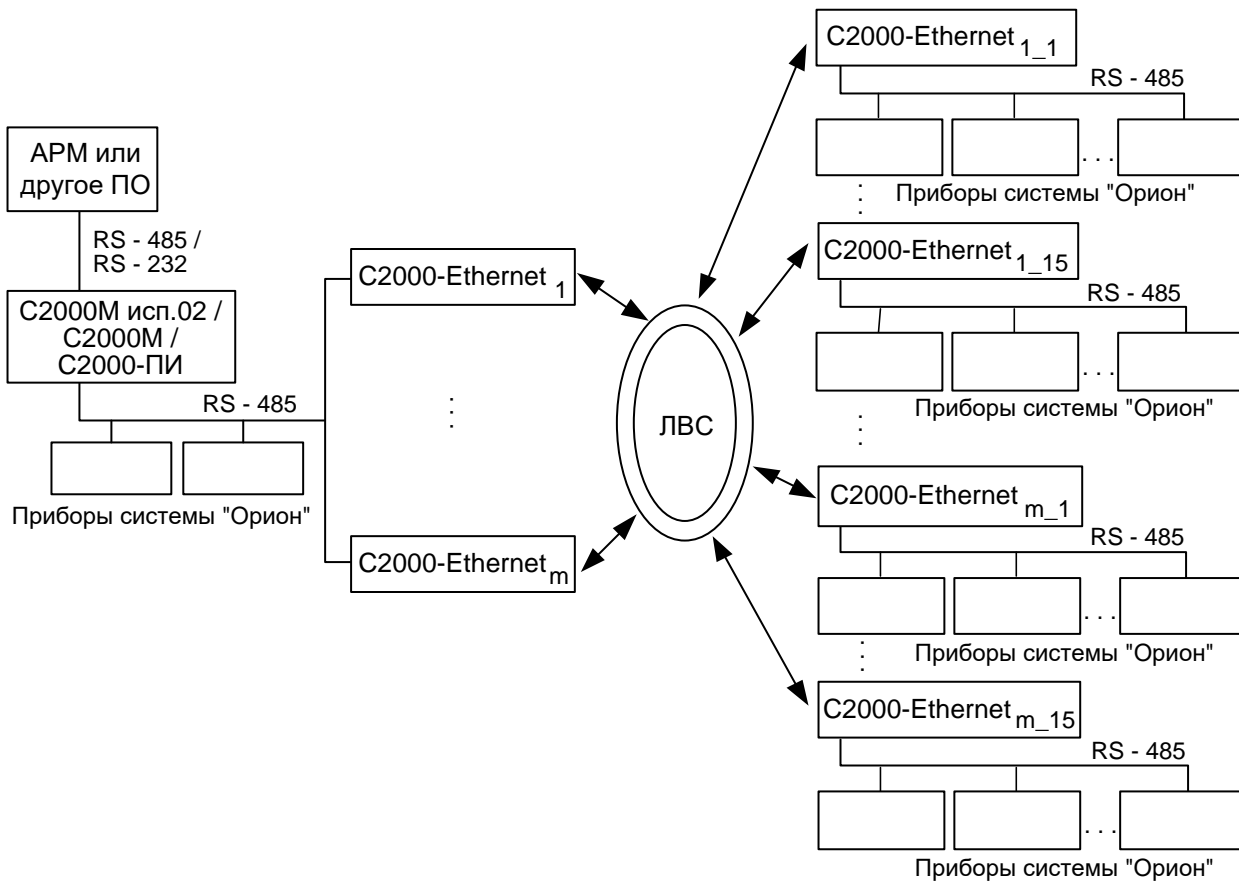 АРМ или
другое ПО
RS - 485 /
RS - 232
С2000М исп.02 /
С2000М /
С2000-ПИ
RS - 485
Приборы системы "Орион"
С2000-Ethernet 1
...
С2000-Ethernet m
ЛВС
С2000-Ethernet 1_1
RS - 485
...
Приборы системы "Орион"
...
С2000-Ethernet 1_15
RS - 485
...
Приборы системы "Орион"
...
С2000-Ethernet m_1
RS - 485
...
Приборы системы "Орион"
...
С2000-Ethernet m_15
RS - 485
...
Приборы системы "Орион"